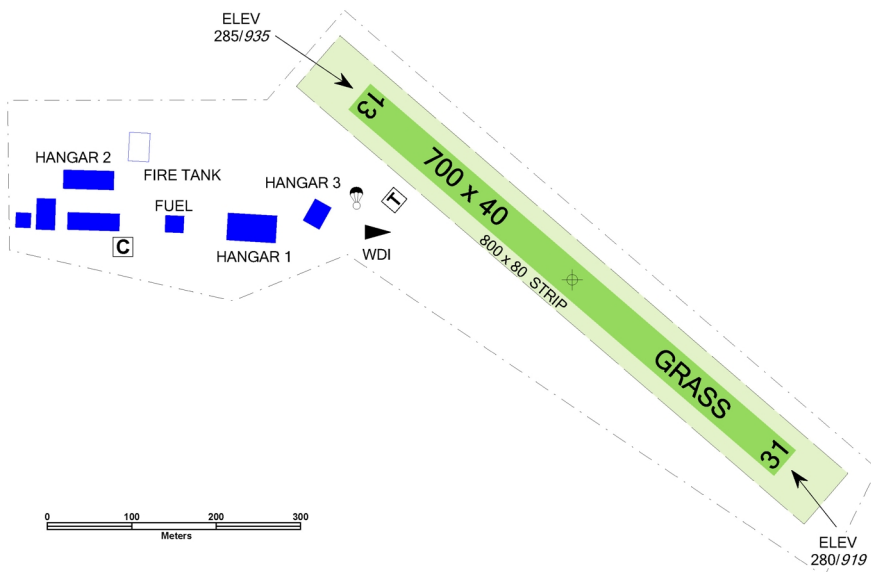 ELEV
285/935
13
700 x 40
800 x 80 STRIP
GRASS
31
ELEV
280/919
HANGAR 2
FIRE TANK
HANGAR 3
FUEL
T
C
HANGAR 1
WDI
0 100 200 300
Meters